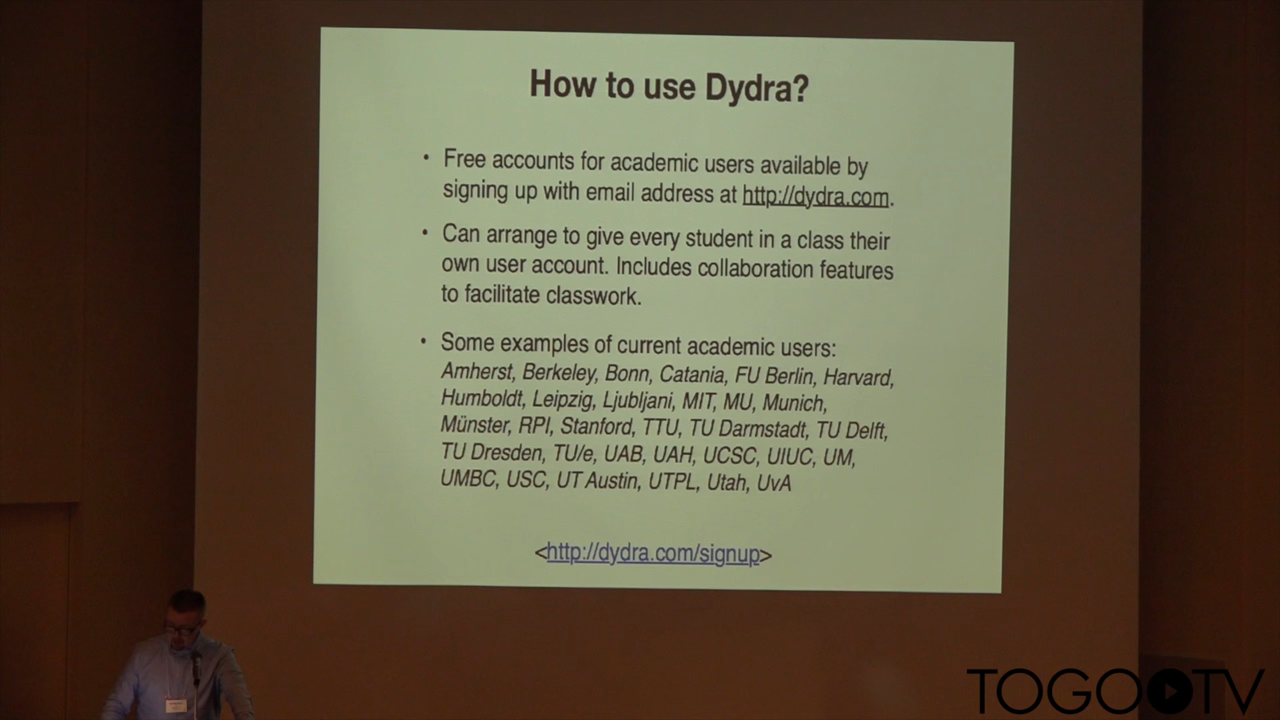 How to use Dydra?
• Free accounts for academic users available by
signing up with email address at http://dydra.com.
• Can arrange to give every student in a class their
own user account. Includes collaboration features
to facilitate classwork.
• Some examples of current academic users:
Amherst, Berkeley, Bonn, Catania, FU Berlin, Harvard,
Humboldt, Leipzig, Ljubljani, MIT, MU, Munich,
Münster, RPI, Stanford, TTU, TU Darmstadt, TU Delft,
TU Dresden, TU/e, UAB, UAH, UCSC, UIUC, UM,
UMBC, USC, UT Austin, UTPL, Utah, UvA
<http://dydra.com/signup>
TOGOTV